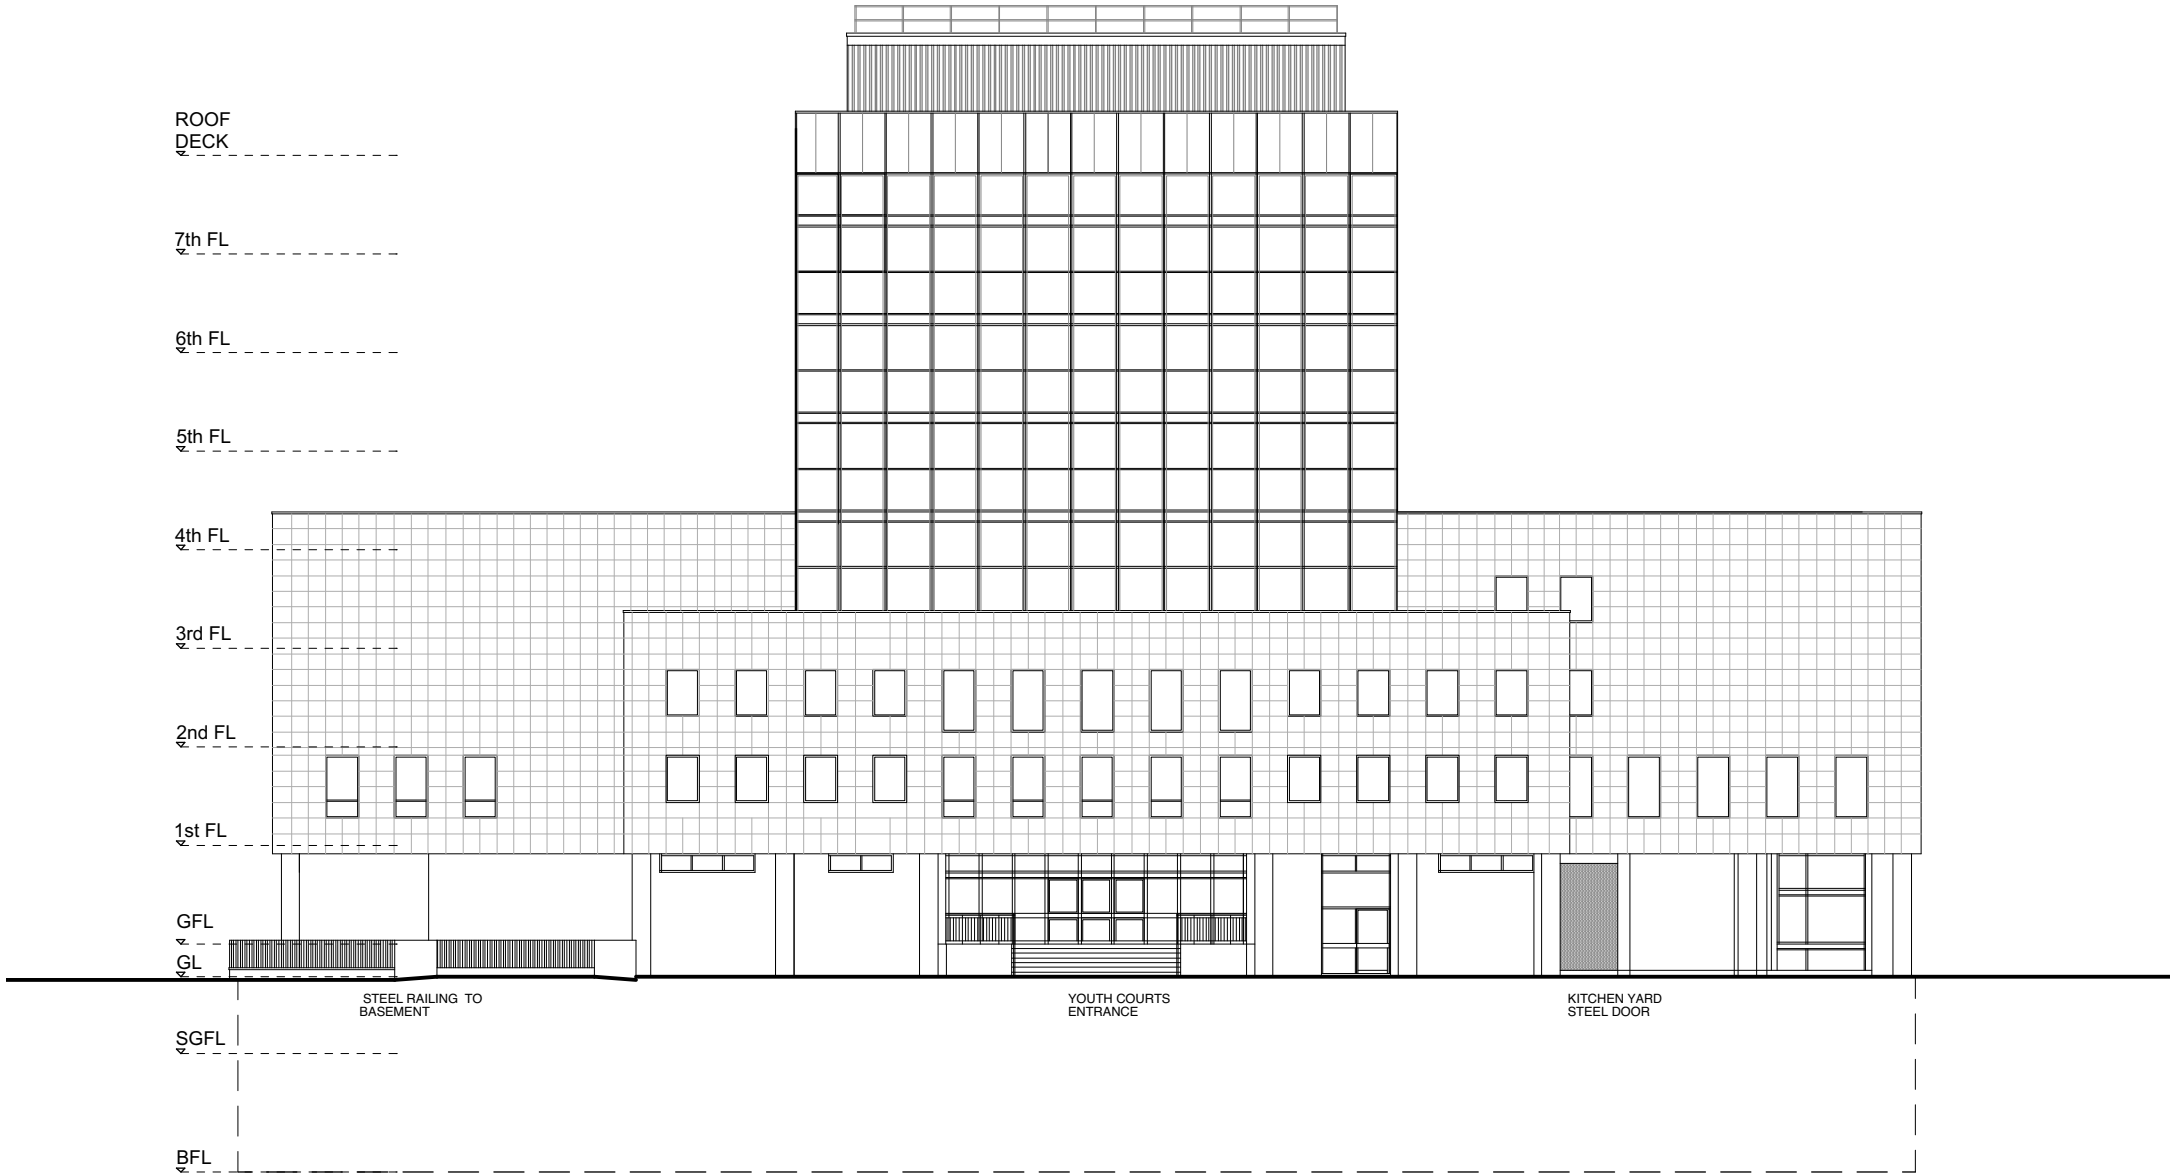 ROOF
DECK
7th FL
6th FL
5th FL
4th FL
3rd FL
2nd FL
1st FL
GFL
GL
STEEL RAILING TO
BASEMENT
YOUTH COURTS
ENTRANCE
KITCHEN YARD
STEEL DOOR
SGFL
BFL